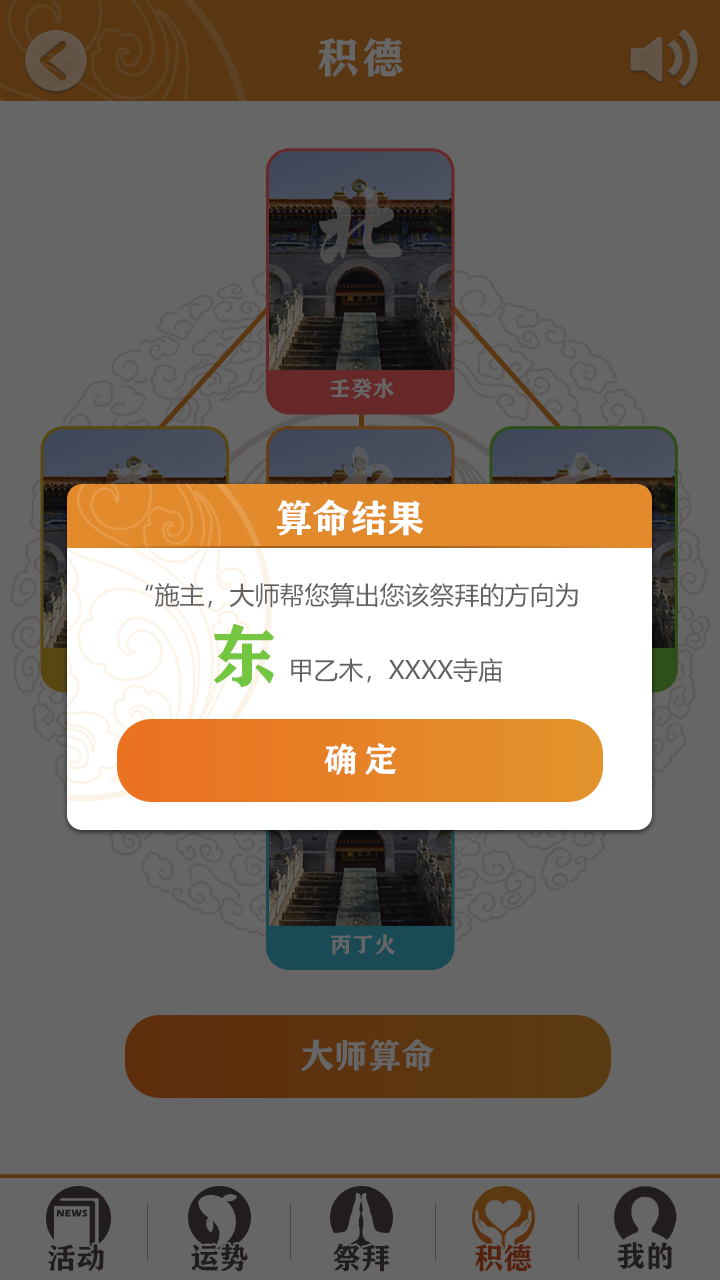 积德
北
壬癸水
算命结果
“施主，大师帮您算出您该祭拜的方向为
东 甲乙木，XXXX寺庙
确定
丙丁火
大师算命
NEWS
活动 运势 祭拜 积德 我的